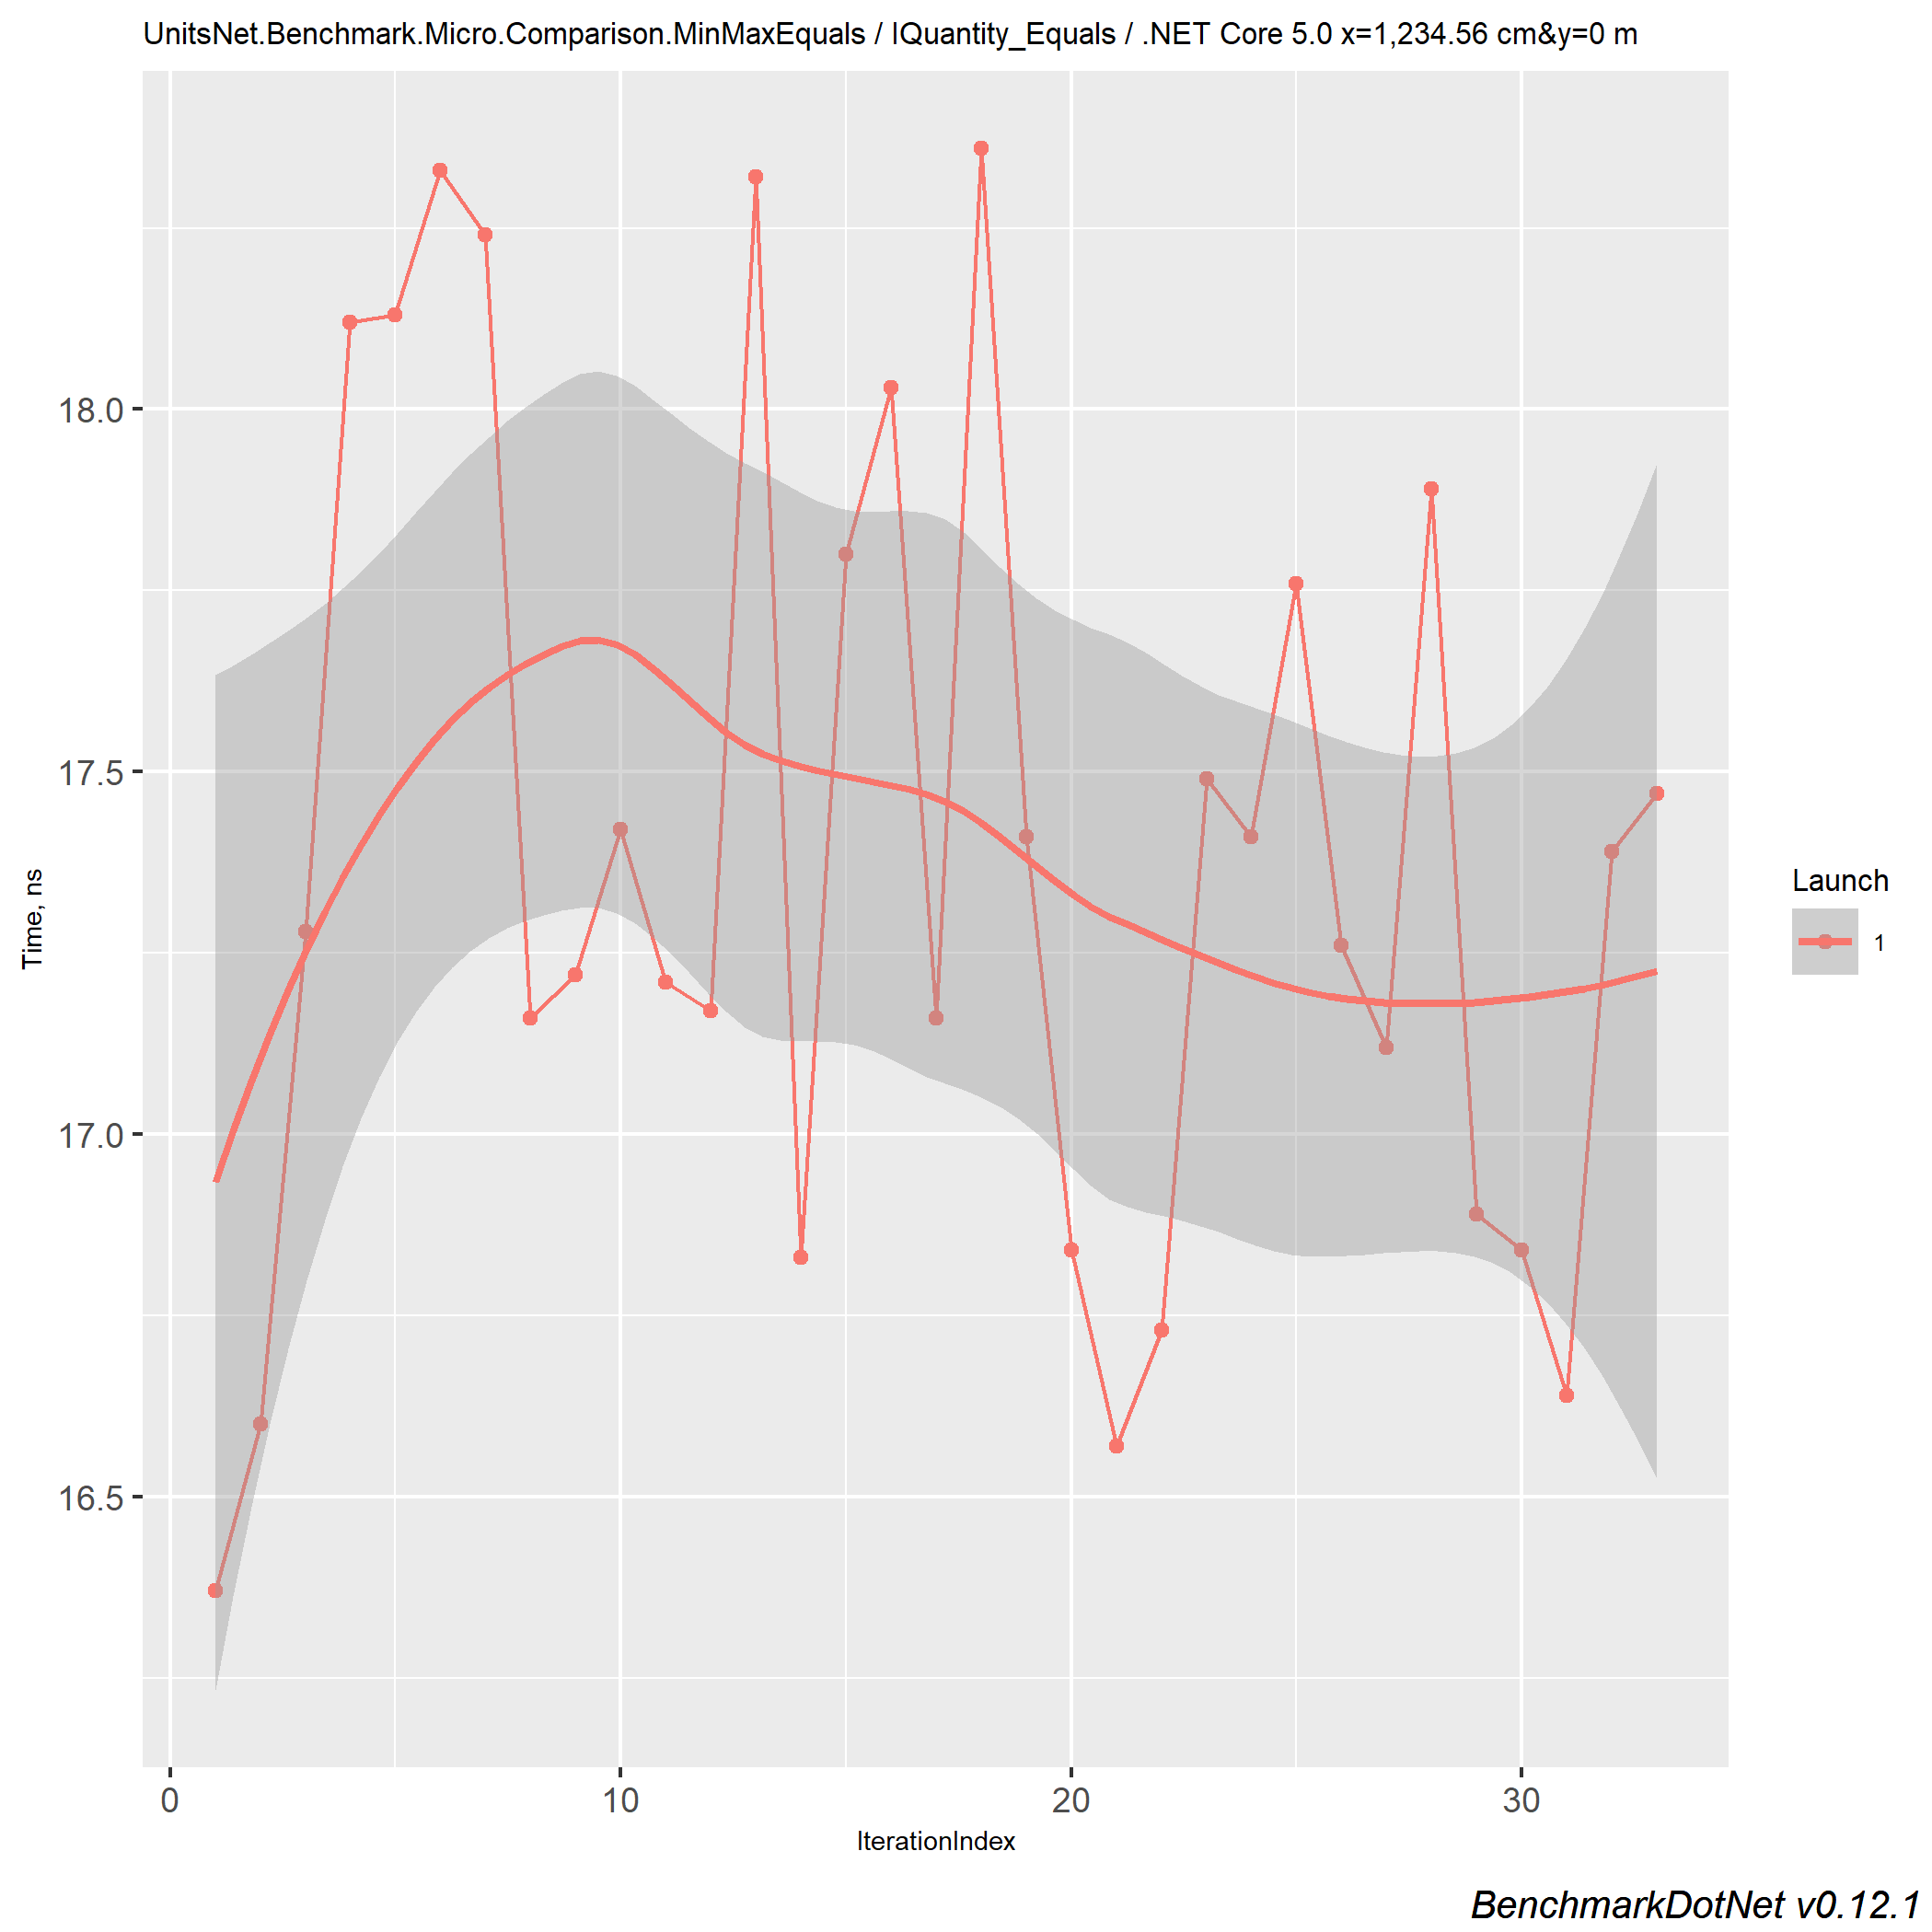 UnitsNet.Benchmark.Micro.Comparison.MinMaxEquals / IQuantity_Equals / .NET Core 5.0 x=1,234.56 cm&y=0 m
18.0
17.5
17.0
16.5
Time, ns
0 10 20 30
IterationIndex
Launch
1
BenchmarkDotNet v0.12.1